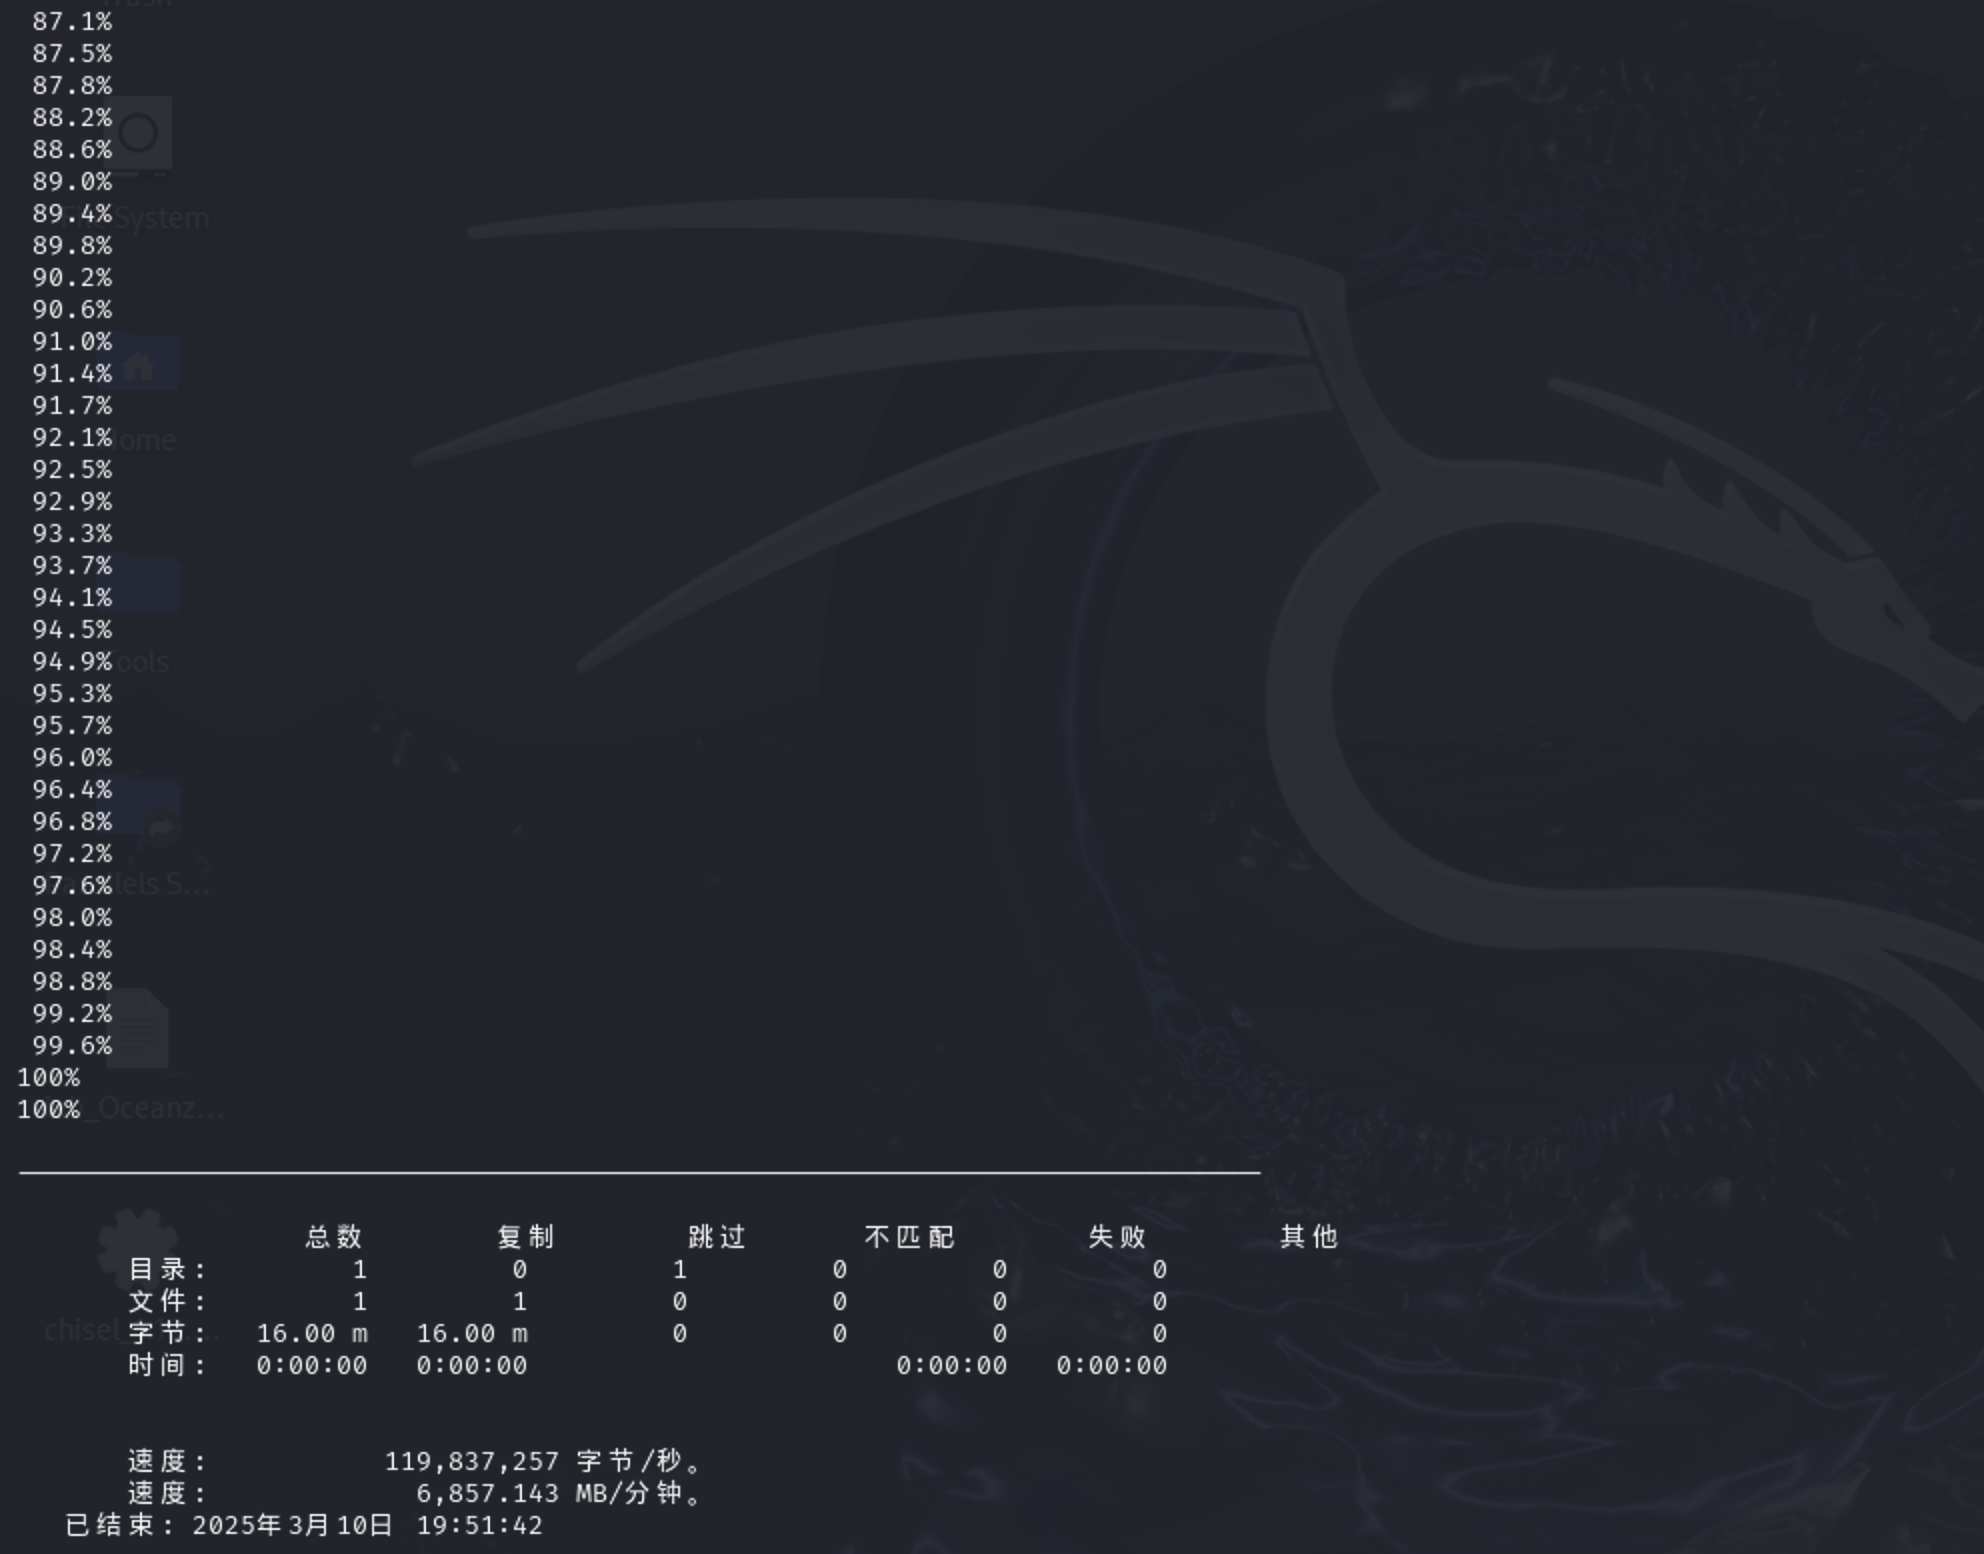 Trash
87.1%
87.5%
87.8%
88.2%
88.6%
89.0%
89.4%
File System
89.8%
90.2%
90.6%
91.0%
91.4%
91.7%
92.1%
Home
92.5%
92.9%
93.3%
93.7%
94.1%
94.5%
94.9%
Tools
95.3%
95.7%
96.0%
96.4%
96.8%
97.2%
97.6%
lels S...
98.0%
98.4%
98.8%
99.2%
99.6%
100%
100%
_Oceanz...
总数 复制 跳过 不匹配 失败 其他
目录: 1 0 1 0 0 0
文件: 1 1 0 0 0 0
chisel_
字节: 16.00 m 16.00 m 0 0 0 0
时间: 0:00:00 0:00:00 0:00:00 0:00:00
速度: 119,837,257 字节/秒。
速度: 6,857.143 MB/分钟。
已结束: 2025年3月10日 19:51:42